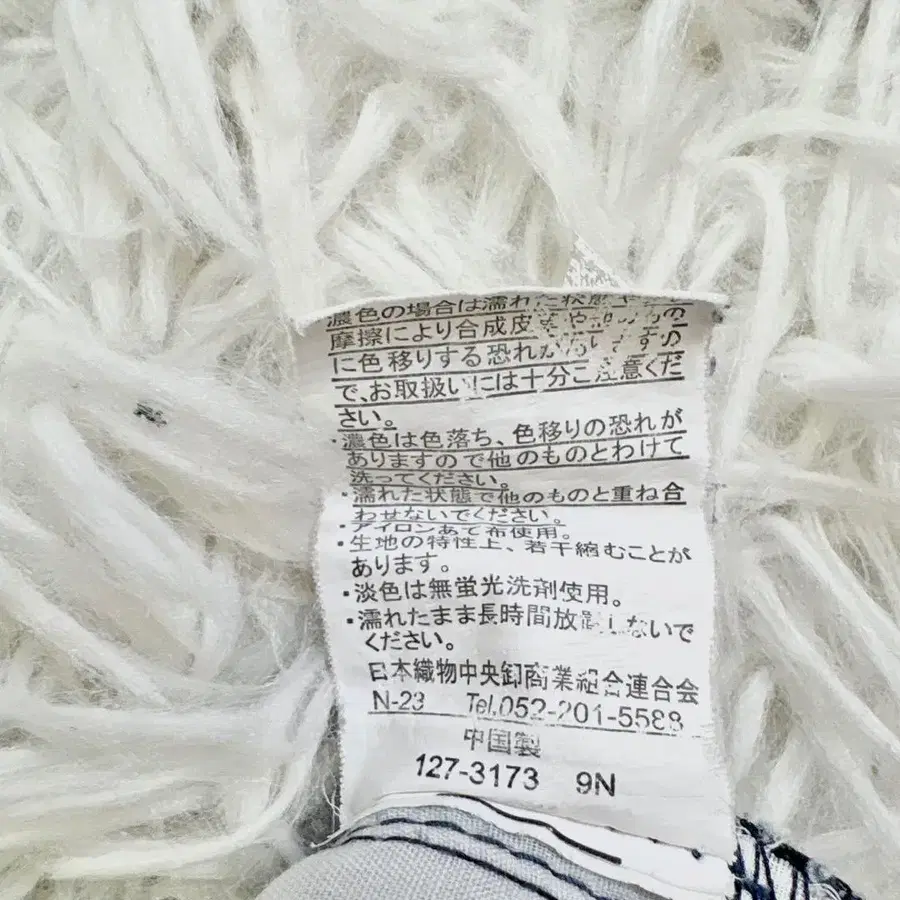 濃色の場合は濡れた状態や
摩擦により合成皮革や
に色移りする恐れが
で、お取扱いには十分ご注意くだ
さい。
・濃色は色落ち、色移りの恐れが
ありますので他のものとわけて
洗ってください。
・濡れた状態で他のものと重ね合
わせないでください。
・アイロンあて布使用。
・生地の特性上、若干縮むことが
あります。
・淡色は無蛍光洗剤使用。
・濡れたまま長時間放置しないで
ください。
日本織物中央卸商業組合連合会
N-23 Tel.052-201-5588
中国製
127-3173 9N